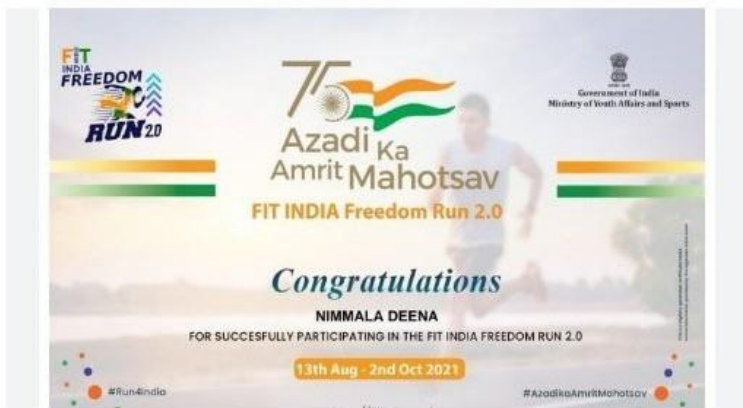 FIT
INDIA
FREEDOM
RUN 2.0
75
Azadi Ka
Amrit Mahotsav
FIT INDIA Freedom Run 2.0
Government of India
Ministry of Youth Affairs and Sports
Congratulations
NIMMALA DEENA
FOR SUCCESFULLY PARTICIPATING IN THE FIT INDIA FREEDOM RUN 2.0
13th Aug - 2nd Oct 2021
#Run4India
#AzadikaAmritMahotsav